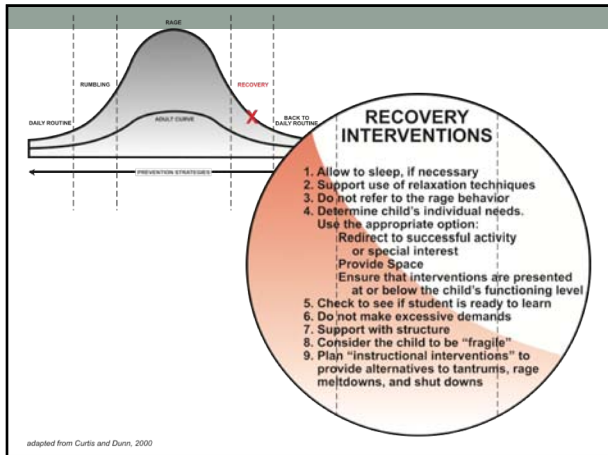 RAGE
RUMBLING
RECOVERY
X
DAILY ROUTINE
ADULT CURVE
BACK TO
DAILY ROUTINE
PREVENTION STRATEGIES
RECOVERY
INTERVENTIONS
1. Allow to sleep, if necessary
2. Support use of relaxation techniques
3. Do not refer to the rage behavior
4. Determine child's individual needs.
Use the appropriate option:
Redirect to successful activity
or special interest
Provide Space
Ensure that interventions are presented
at or below the child's functioning level
5. Check to see if student is ready to learn
6. Do not make excessive demands
7. Support with structure
8. Consider the child to be "fragile"
9. Plan "instructional interventions" to
provide alternatives to tantrums, rage
meltdowns, and shut downs
adapted from Curtis and Dunn, 2000